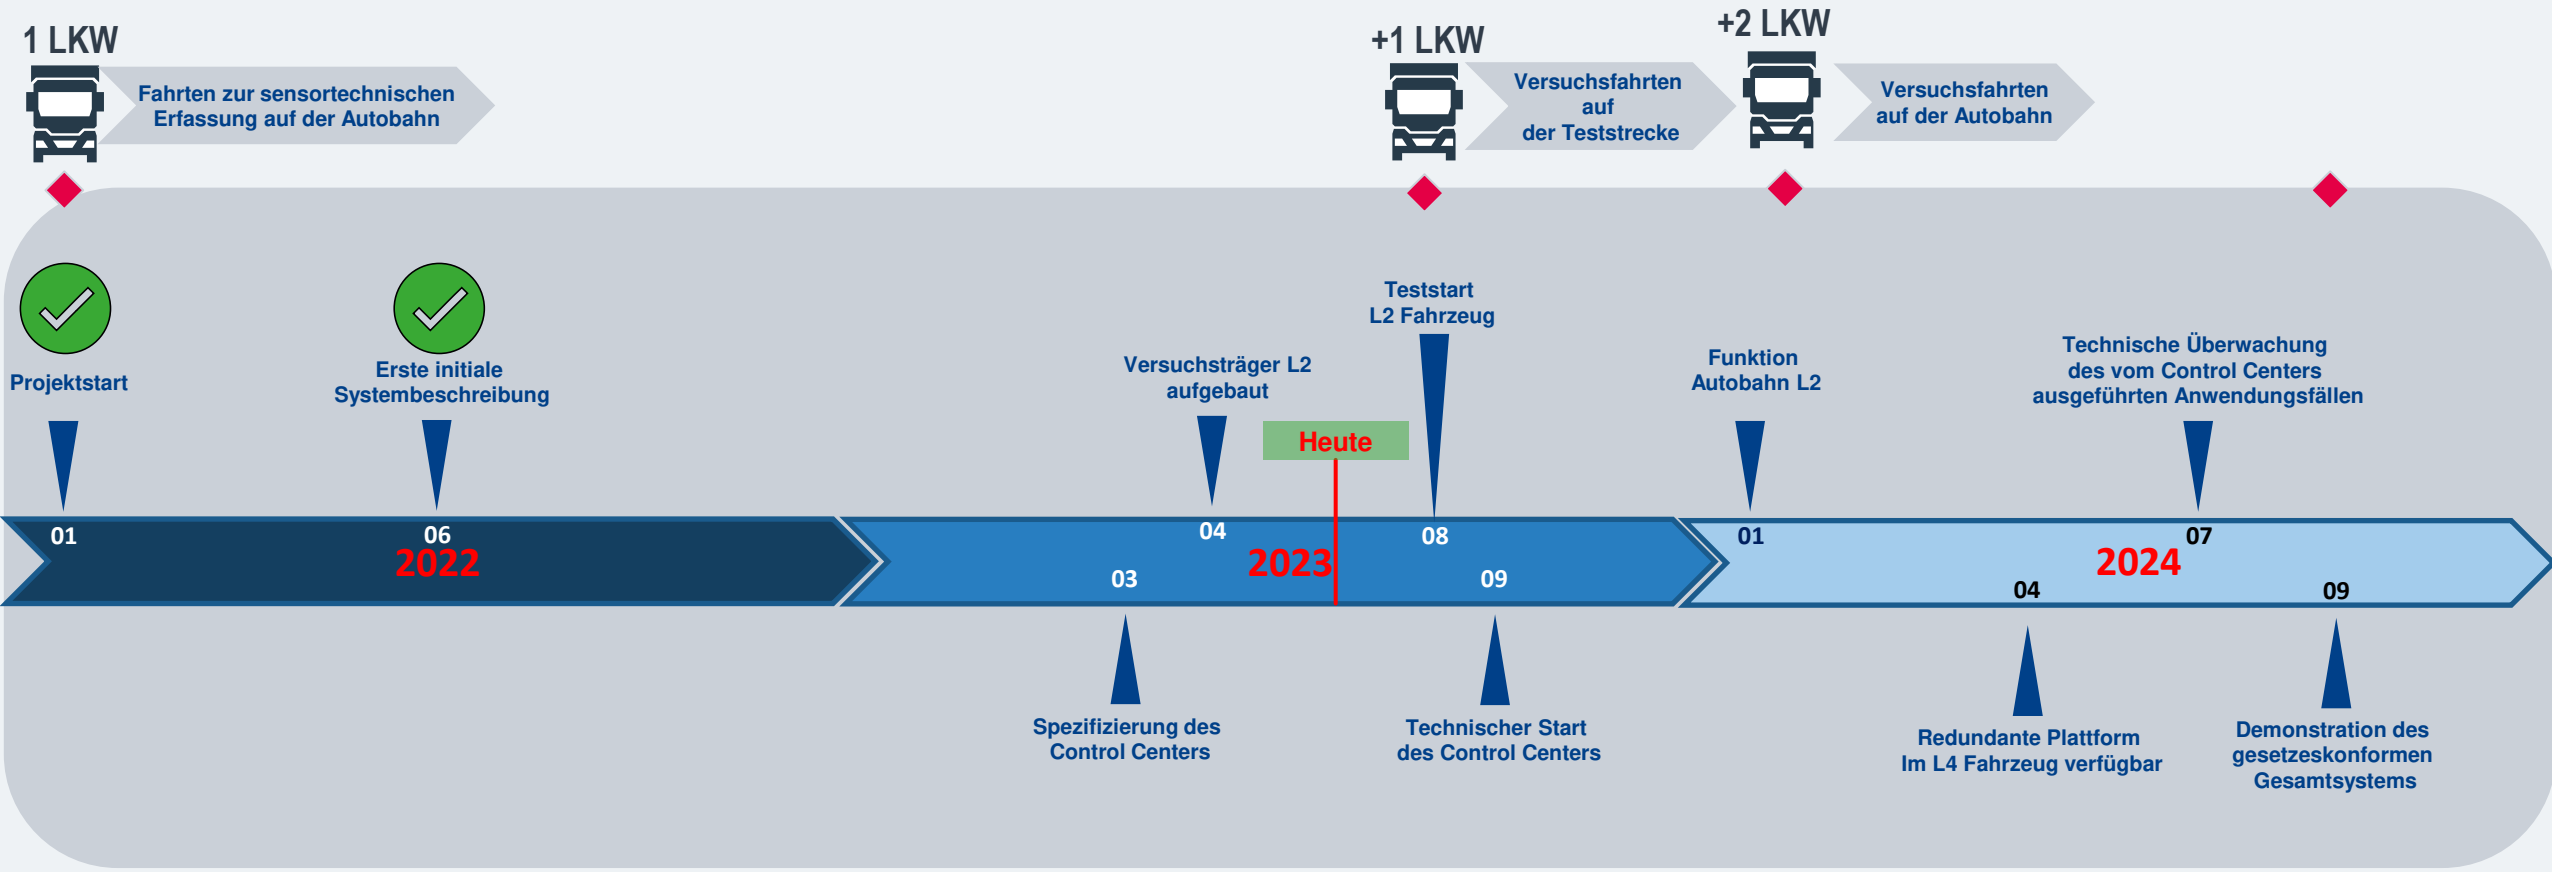 1 LKW
Fahrten zur sensortechnischen
Erfassung auf der Autobahn
+1 LKW
Versuchsfahrten
auf
der Teststrecke
+2 LKW
Versuchsfahrten
auf der Autobahn
Projektstart
Erste initiale
Systembeschreibung
Versuchsträger L2
aufgebaut
Heute
Teststart
L2 Fahrzeug
Funktion
Autobahn L2
Technische Überwachung
des vom Control Centers
ausgeführten Anwendungsfällen
01
06
2022
04
03
2023
08
09
01
2024
07
04
09
Spezifizierung des
Control Centers
Technischer Start
des Control Centers
Redundante Plattform
Im L4 Fahrzeug verfügbar
Demonstration des
gesetzeskonformen
Gesamtsystems